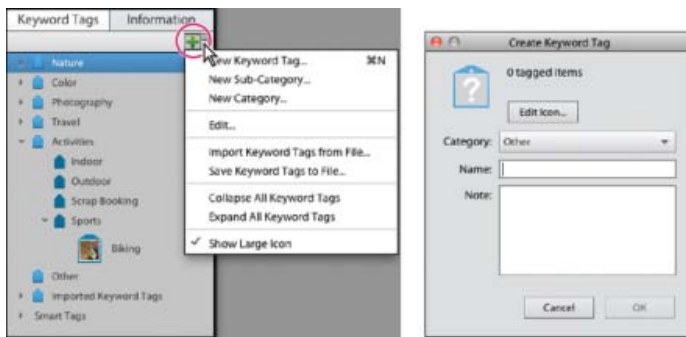 Keyword Tags
Information
Nature
Color
Photography
Travel
Activities
Indoor
Outdoor
Scrap Booking
Sports
Biking
Other
Imported Keyword Tags
Smart Tags
New Keyword Tag... ⌘N
New Sub-Category...
New Category...
Edit...
Import Keyword Tags from File...
Save Keyword Tags to File...
Collapse All Keyword Tags
Expand All Keyword Tags
✓ Show Large Icon
Create Keyword Tag
?
0 tagged items
Edit Icon...
Category: Other
Name:
Note:
Cancel
OK